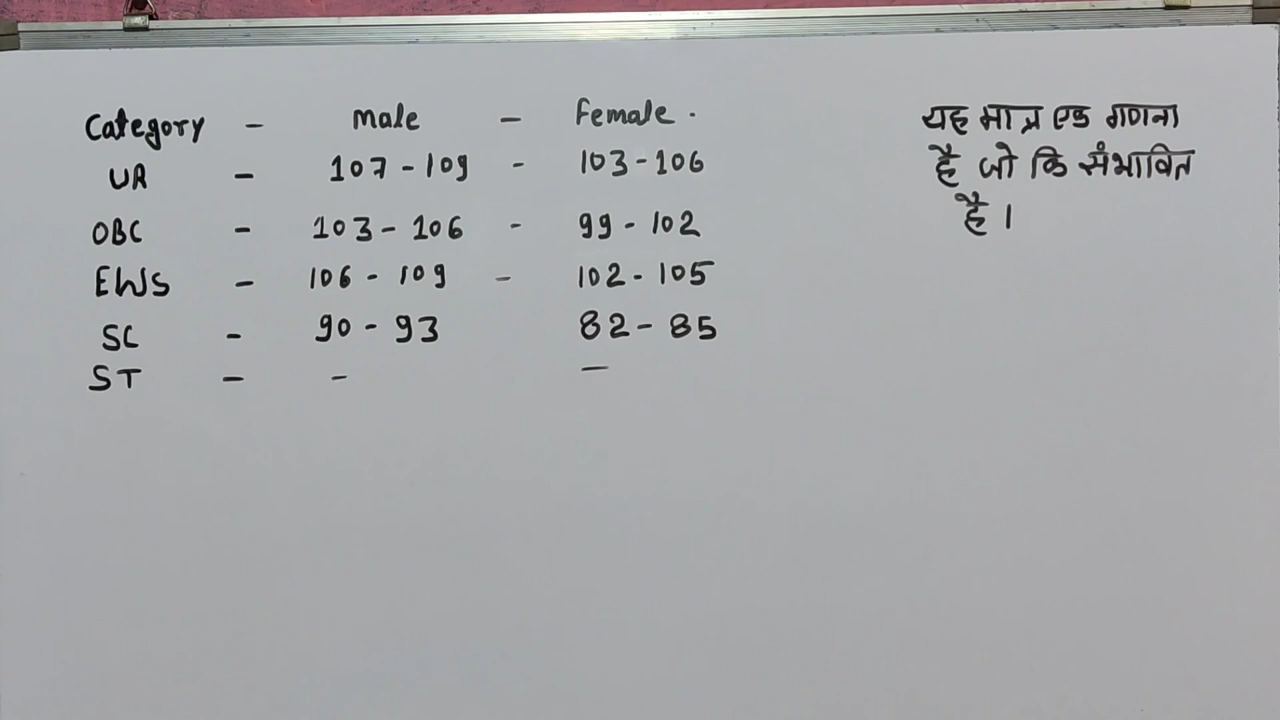 Category - Male - Female.
UR - 107-109 - 103-106
OBC - 103-106 - 99-102
EWS - 106-109 - 102-105
SC - 90-93 82-85
ST - - -
यह मात्र एक गणना
है जो कि संभावित
है।